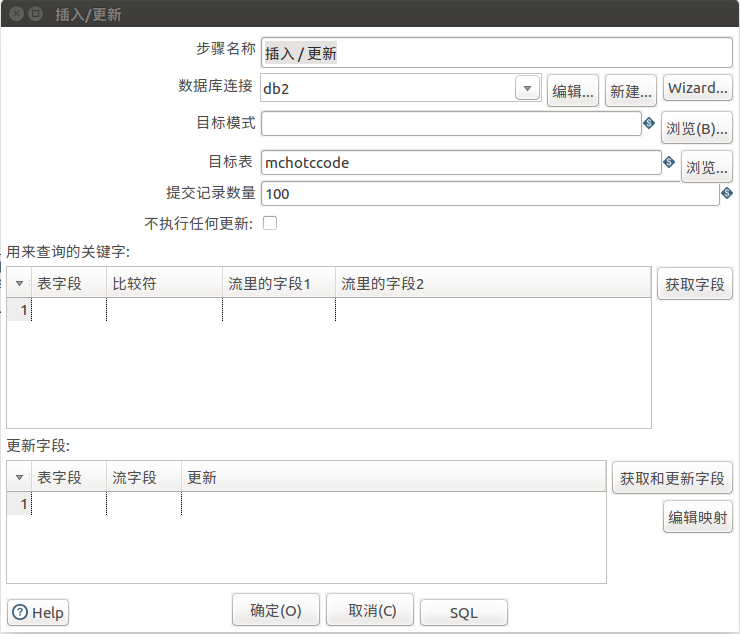 插入/更新
步骤名称 插入 / 更新
数据库连接 db2 编辑... 新建... Wizard...
目标模式 浏览(B)...
目标表 mchotccode 浏览...
提交记录数量 100
不执行任何更新:
用来查询的关键字:
表字段 比较符 流里的字段1 流里的字段2 获取字段
1
更新字段:
表字段 流字段 更新 获取和更新字段
1
编辑映射
Help 确定(O) 取消(C) SQL